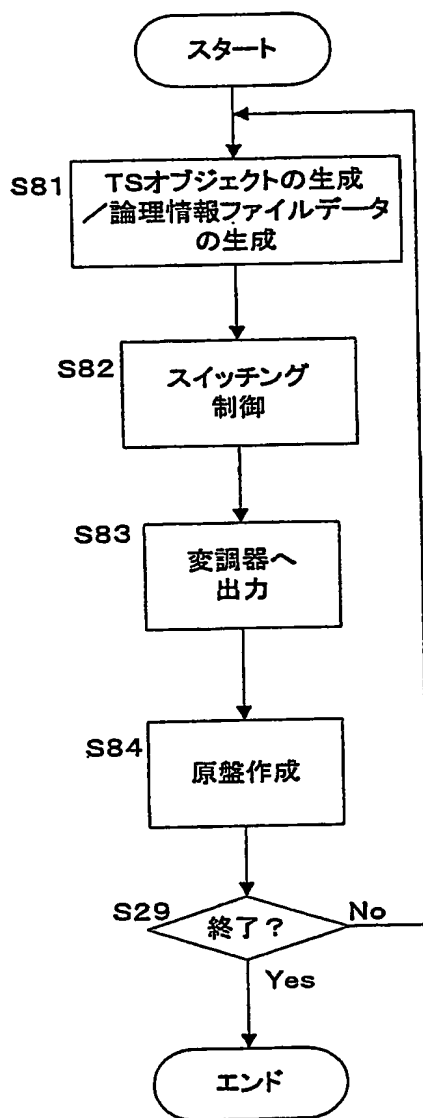 スタート
S81
TSオブジェクトの生成
／論理情報ファイルデータ
の生成
S82
スイッチング
制御
S83
変調器へ
出力
S84
原盤作成
S29
終了？
No
Yes
エンド